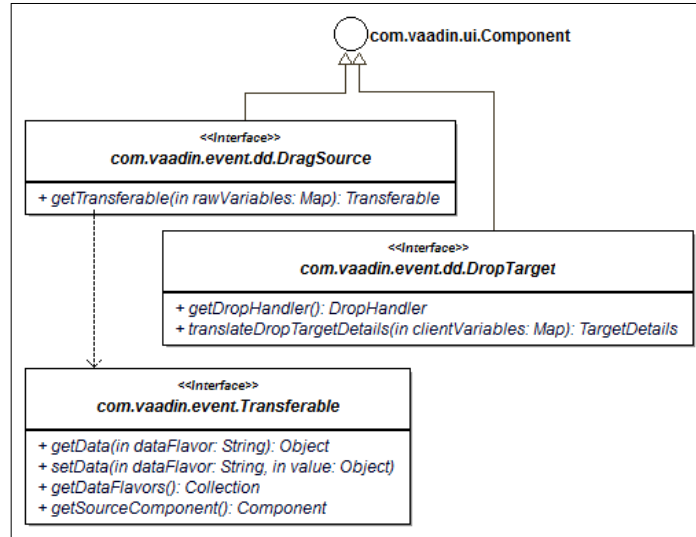 com.vaadin.ui.Component
<<Interface>>
com.vaadin.event.dd.DragSource
+ getTransferable(in rawVariables: Map): Transferable
<<Interface>>
com.vaadin.event.dd.DropTarget
+ getDropHandler(): DropHandler
+ translateDropTargetDetails(in clientVariables: Map): TargetDetails
<<Interface>>
com.vaadin.event.Transferable
+ getData(in dataFlavor: String): Object
+ setData(in dataFlavor: String, in value: Object)
+ getDataFlavors(): Collection
+ getSourceComponent(): Component